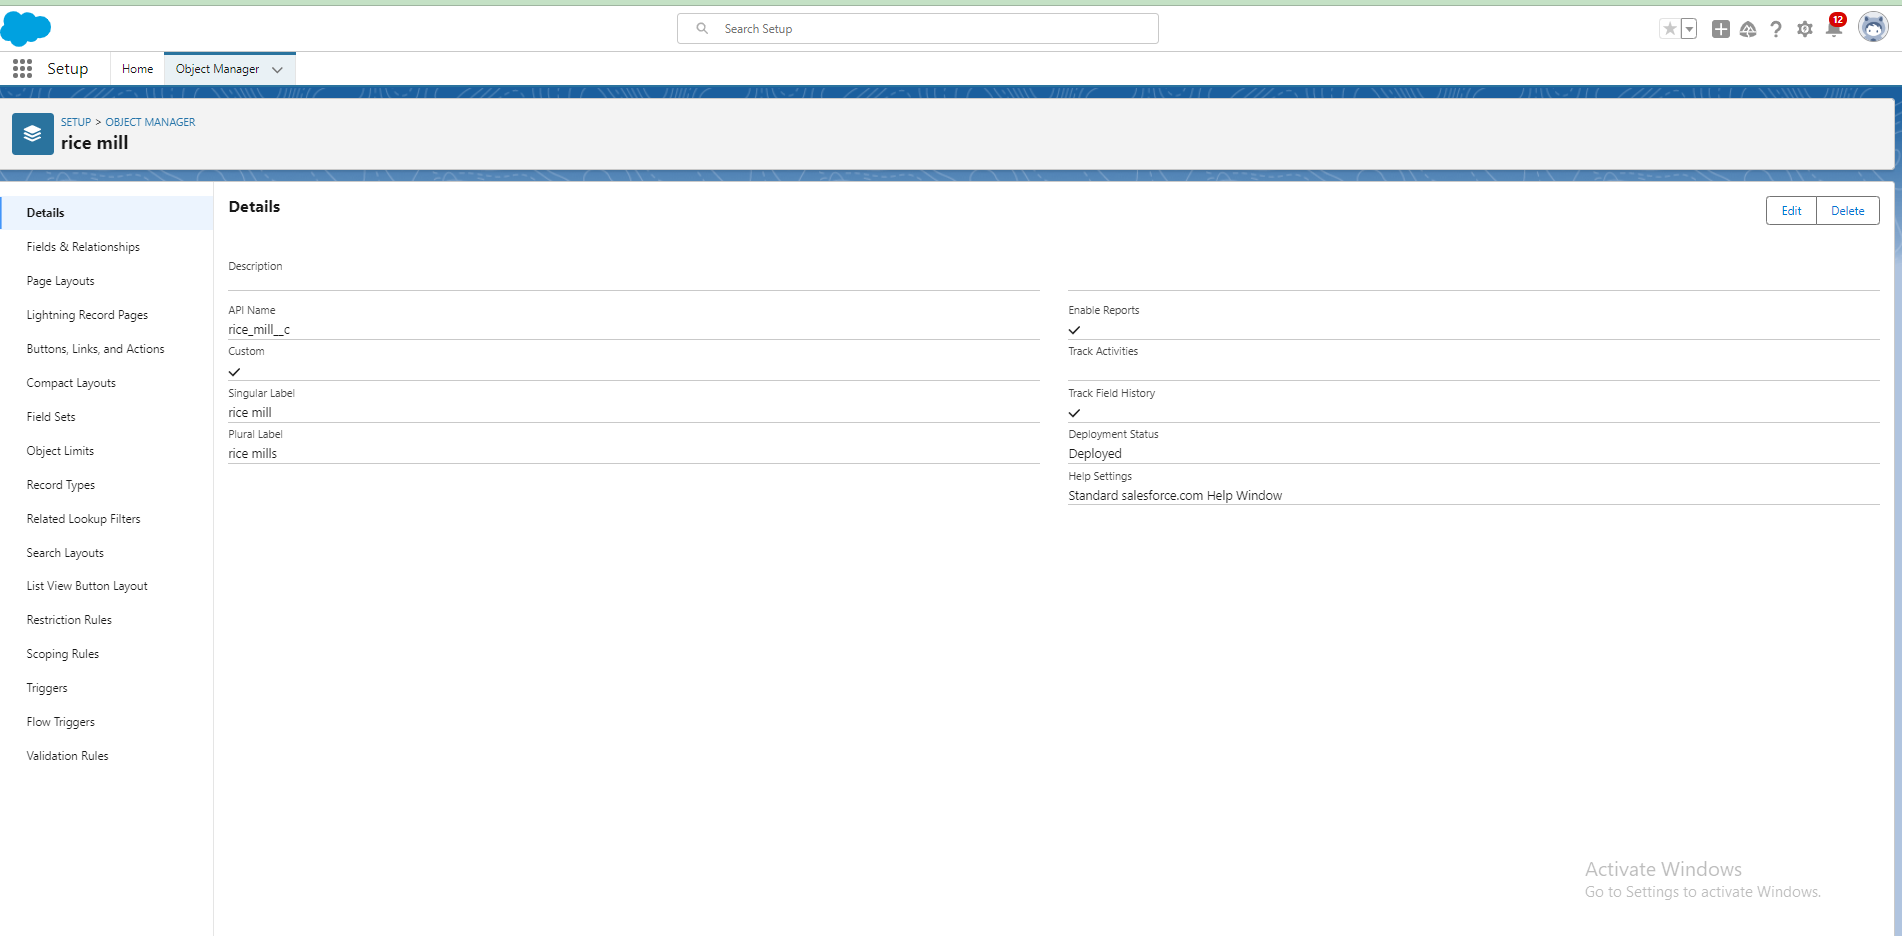 Search Setup
12
Setup
Home
Object Manager
SETUP > OBJECT MANAGER
rice mill
Details
Fields & Relationships
Page Layouts
Lightning Record Pages
Buttons, Links, and Actions
Compact Layouts
Field Sets
Object Limits
Record Types
Related Lookup Filters
Search Layouts
List View Button Layout
Restriction Rules
Scoping Rules
Triggers
Flow Triggers
Validation Rules
Details
Edit
Delete
Description
API Name
rice_mill__c
Custom
Singular Label
rice mill
Plural Label
rice mills
Enable Reports
Track Activities
Track Field History
Deployment Status
Deployed
Help Settings
Standard salesforce.com Help Window
Activate Windows
Go to Settings to activate Windows.